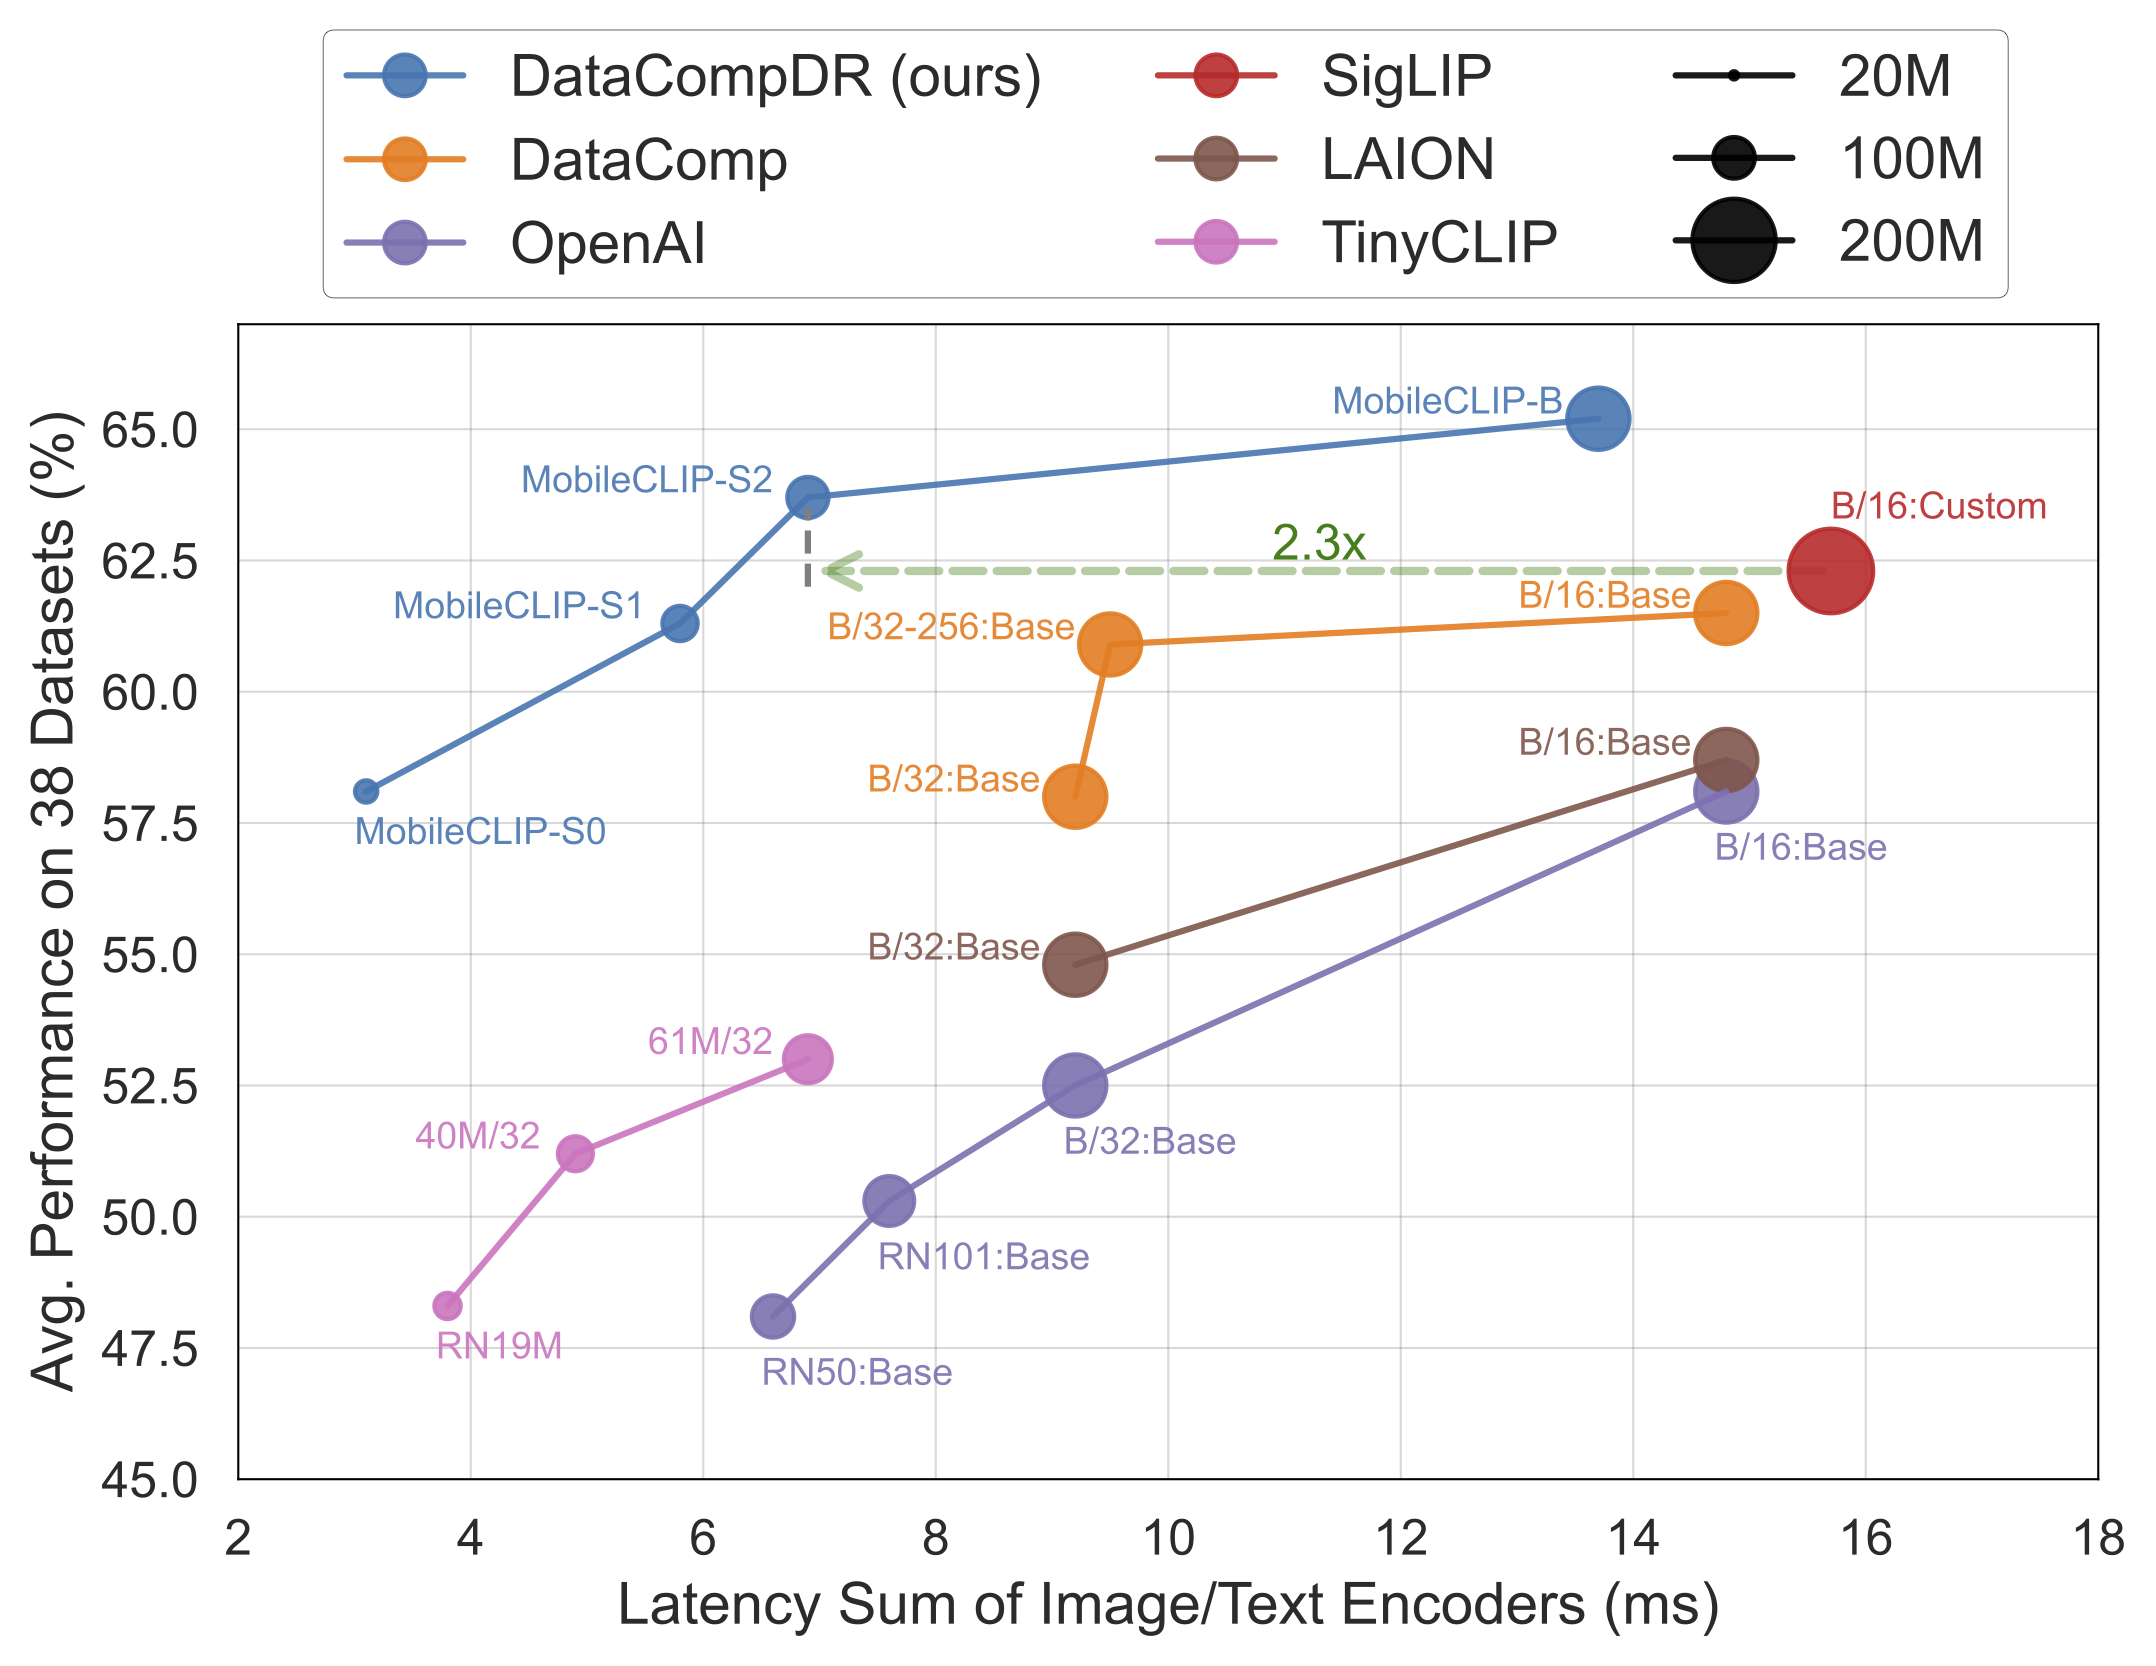 DataCompDR (ours)
DataComp
OpenAI
SigLIP
LAION
TinyCLIP
20M
100M
200M
Avg. Performance on 38 Datasets (%)
65.0
62.5
60.0
57.5
55.0
52.5
50.0
47.5
45.0
MobileCLIP-B
MobileCLIP-S2
B/16:Custom
2.3x
MobileCLIP-S1
B/16:Base
B/32-256:Base
B/16:Base
B/32:Base
MobileCLIP-S0
B/16:Base
B/32:Base
61M/32
40M/32
B/32:Base
RN101:Base
RN19M
RN50:Base
2 4 6 8 10 12 14 16 18
Latency Sum of Image/Text Encoders (ms)